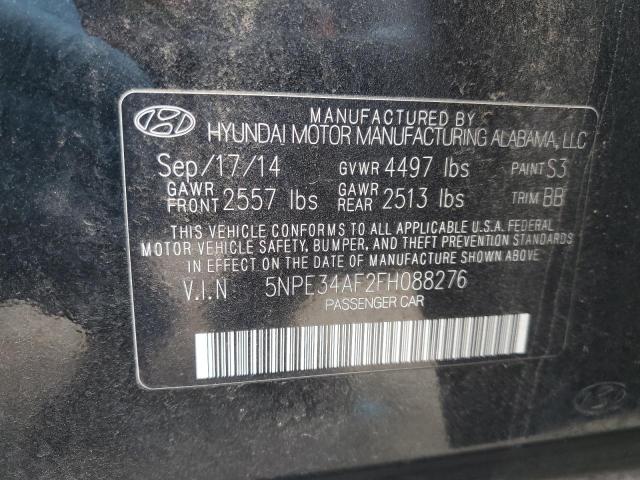 MANUFACTURED BY
HYUNDAI MOTOR MANUFACTURING ALABAMA, LLC
Sep/17/14 GVWR 4497 lbs PAINT S3
GAWR FRONT 2557 lbs GAWR REAR 2513 lbs TRIM BB
THIS VEHICLE CONFORMS TO ALL APPLICABLE U.S.A. FEDERAL
MOTOR VEHICLE SAFETY, BUMPER, AND THEFT PREVENTION STANDARDS
IN EFFECT ON THE DATE OF MANUFACTURE SHOWN ABOVE.
V.I.N 5NPE34AF2FH088276
PASSENGER CAR